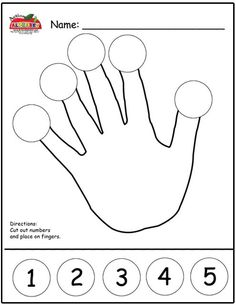 Name:
Directions:
Cut out numbers
and place on fingers.
1 2 3 4 5